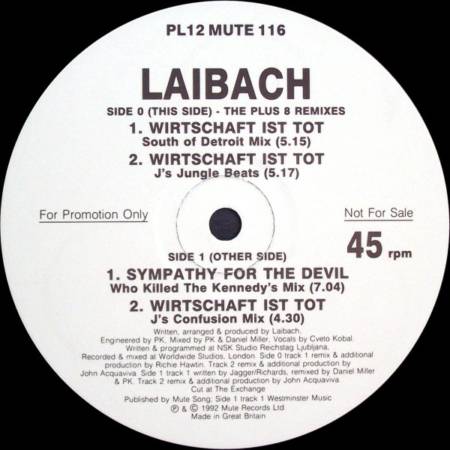 PL12 MUTE 116
LAIBACH
SIDE 0 (THIS SIDE) - THE PLUS 8 REMIXES
1. WIRTSCHAFT IST TOT
South of Detroit Mix (5.15)
2. WIRTSCHAFT IST TOT
J's Jungle Beats (5.17)
For Promotion Only
Not For Sale
SIDE 1 (OTHER SIDE)
45 rpm
1. SYMPATHY FOR THE DEVIL
Who Killed The Kennedy's Mix (7.04)
2. WIRTSCHAFT IST TOT
J's Confusion Mix (4.30)
Written, arranged & produced by Laibach.
Engineered by PK, Mixed by PK & Daniel Miller, Vocals by Cveto Kobal.
Written & programmed at NSK Studio Rechstag Ljubljana,
Recorded & mixed at Worldwide Studios, London. Side 0 track 1 remix & additional
production by Richie Hawtin. Track 2 remix & additional production by
John Acquaviva. Side 1 track 1 written by Jagger/Richards, remixed by Daniel Miller
& PK. Track 2 remix & additional production by John Acquaviva
Cut at The Exchange
Published by Mute Song; Side 1 track 1 Westminster Music
℗ & © 1992 Mute Records Ltd
Made in Great Britain